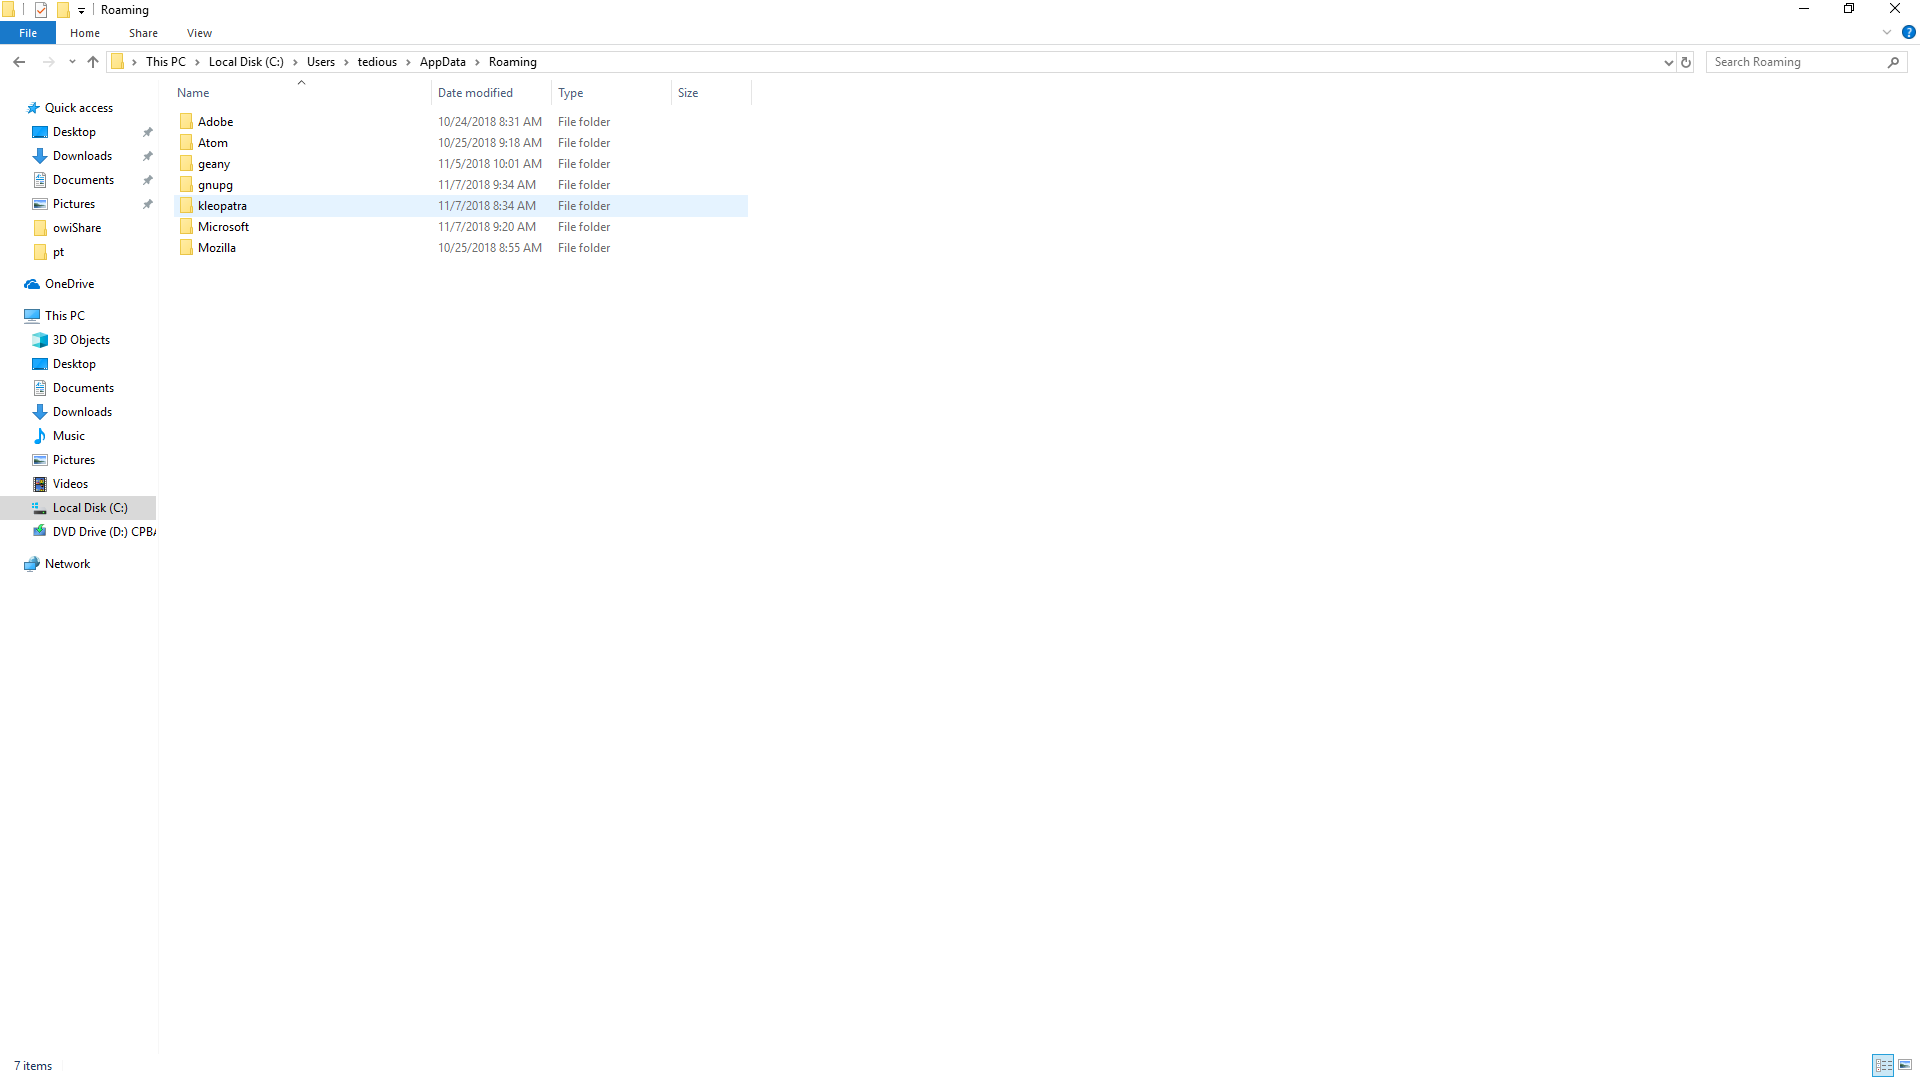 Roaming
File Home Share View
This PC Local Disk (C:) Users tedious AppData Roaming
Search Roaming
Name Date modified Type Size
Quick access
Desktop
Downloads
Documents
Pictures
owiShare
pt
OneDrive
This PC
3D Objects
Desktop
Documents
Downloads
Music
Pictures
Videos
Local Disk (C:)
DVD Drive (D:) CPBA
Network
Adobe 10/24/2018 8:31 AM File folder
Atom 10/25/2018 9:18 AM File folder
geany 11/5/2018 10:01 AM File folder
gnupg 11/7/2018 9:34 AM File folder
kleopatra 11/7/2018 8:34 AM File folder
Microsoft 11/7/2018 9:20 AM File folder
Mozilla 10/25/2018 8:55 AM File folder
7 items